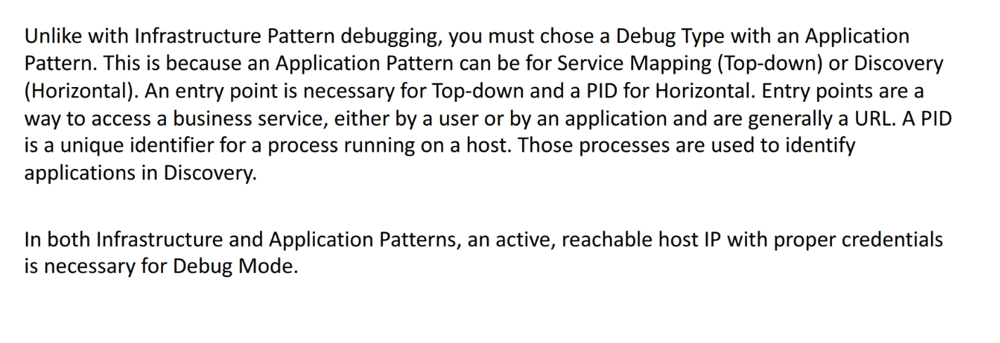 Unlike with Infrastructure Pattern debugging, you must chose a Debug Type with an Application
Pattern. This is because an Application Pattern can be for Service Mapping (Top-down) or Discovery
(Horizontal). An entry point is necessary for Top-down and a PID for Horizontal. Entry points are a
way to access a business service, either by a user or by an application and are generally a URL. A PID
is a unique identifier for a process running on a host. Those processes are used to identify
applications in Discovery.
In both Infrastructure and Application Patterns, an active, reachable host IP with proper credentials
is necessary for Debug Mode.